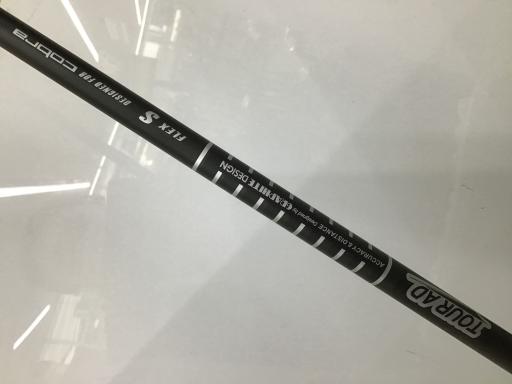 TOUR AD
ACCURACY & DISTANCE Designed by GRAPHITE DESIGN
FLEX S
DESIGNED FOR cobra